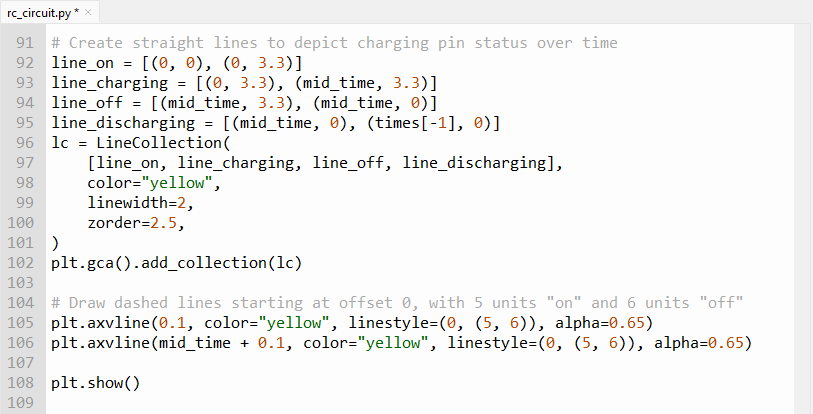 rc_circuit.py * ×
91 # Create straight lines to depict charging pin status over time
92 line_on = [(0, 0), (0, 3.3)]
93 line_charging = [(0, 3.3), (mid_time, 3.3)]
94 line_off = [(mid_time, 3.3), (mid_time, 0)]
95 line_discharging = [(mid_time, 0), (times[-1], 0)]
96 lc = LineCollection(
97     [line_on, line_charging, line_off, line_discharging],
98     color="yellow",
99     linewidth=2,
100     zorder=2.5,
101 )
102 plt.gca().add_collection(lc)
103
104 # Draw dashed lines starting at offset 0, with 5 units "on" and 6 units "off"
105 plt.axvline(0.1, color="yellow", linestyle=(0, (5, 6)), alpha=0.65)
106 plt.axvline(mid_time + 0.1, color="yellow", linestyle=(0, (5, 6)), alpha=0.65)
107
108 plt.show()
109